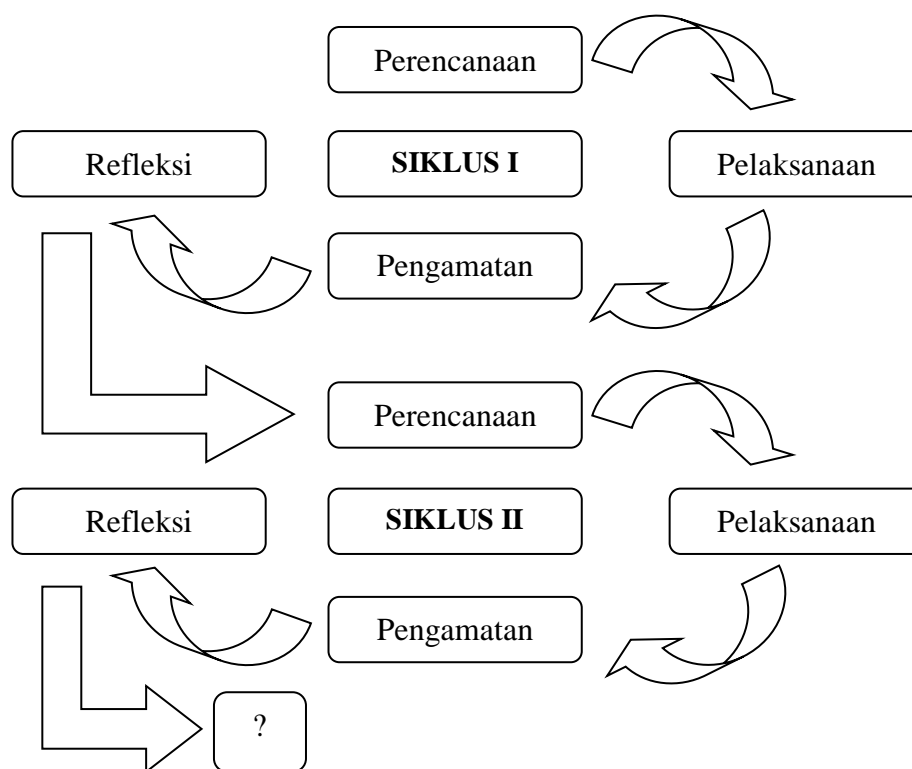 Perencanaan
Refleksi
SIKLUS I
Pelaksanaan
Pengamatan
Perencanaan
Refleksi
SIKLUS II
Pelaksanaan
Pengamatan
?